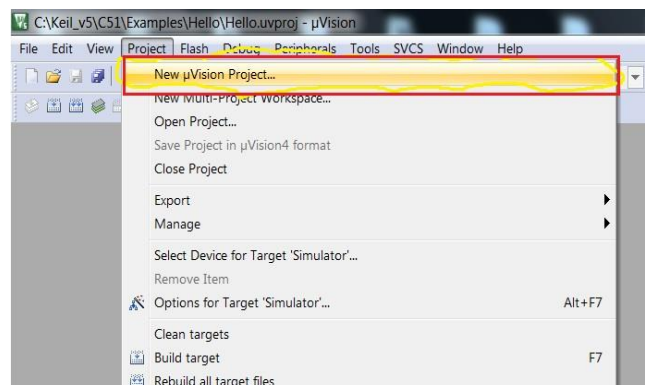 C:\Keil_v5\C51\Examples\Hello\Hello.uvproj - µVision
File Edit View Project Flash Debug Peripherals Tools SVCS Window Help
New µVision Project...
New Multi-Project Workspace...
Open Project...
Save Project in µVision4 format
Close Project
Export
Manage
Select Device for Target 'Simulator'...
Remove Item
Options for Target 'Simulator'... Alt+F7
Clean targets
Build target F7
Rebuild all target files